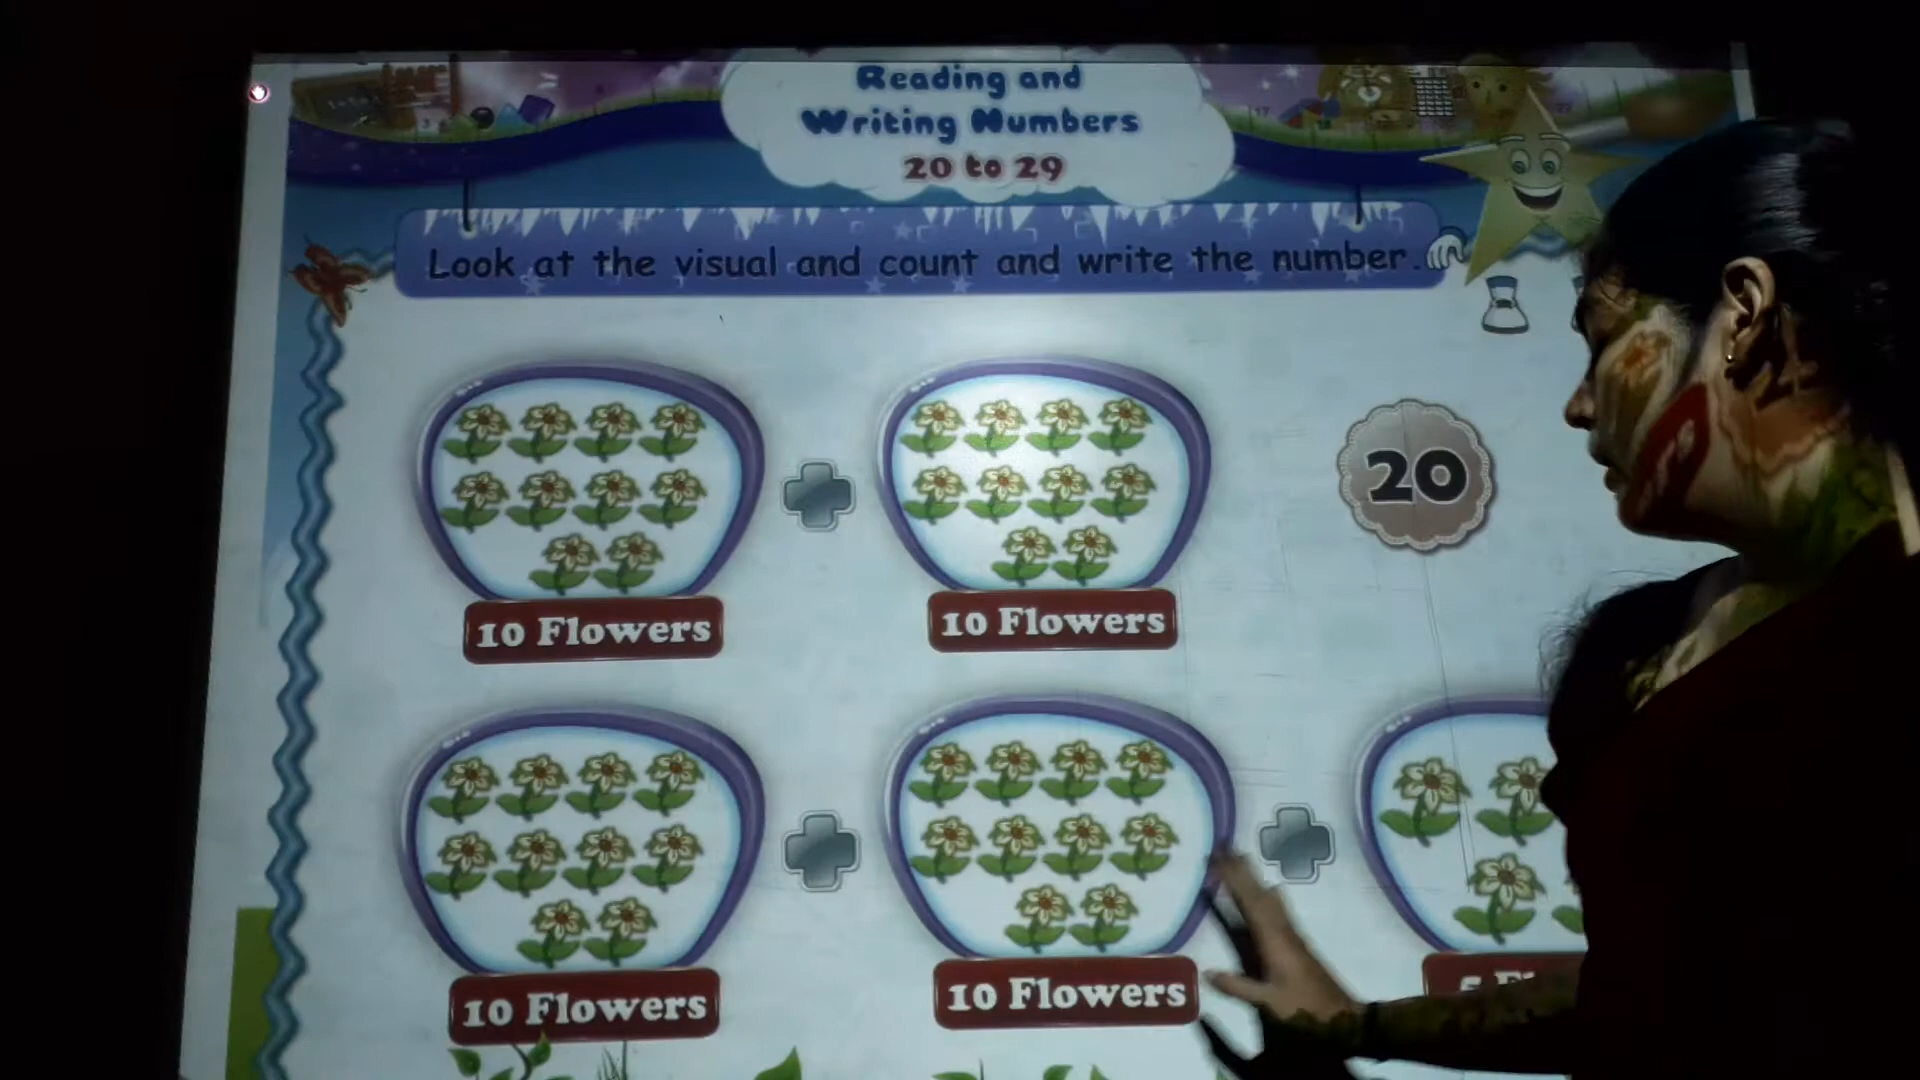 Reading and
Writing Numbers
20 to 29
Look at the visual and count and write the number.
20
10 Flowers
10 Flowers
10 Flowers
10 Flowers